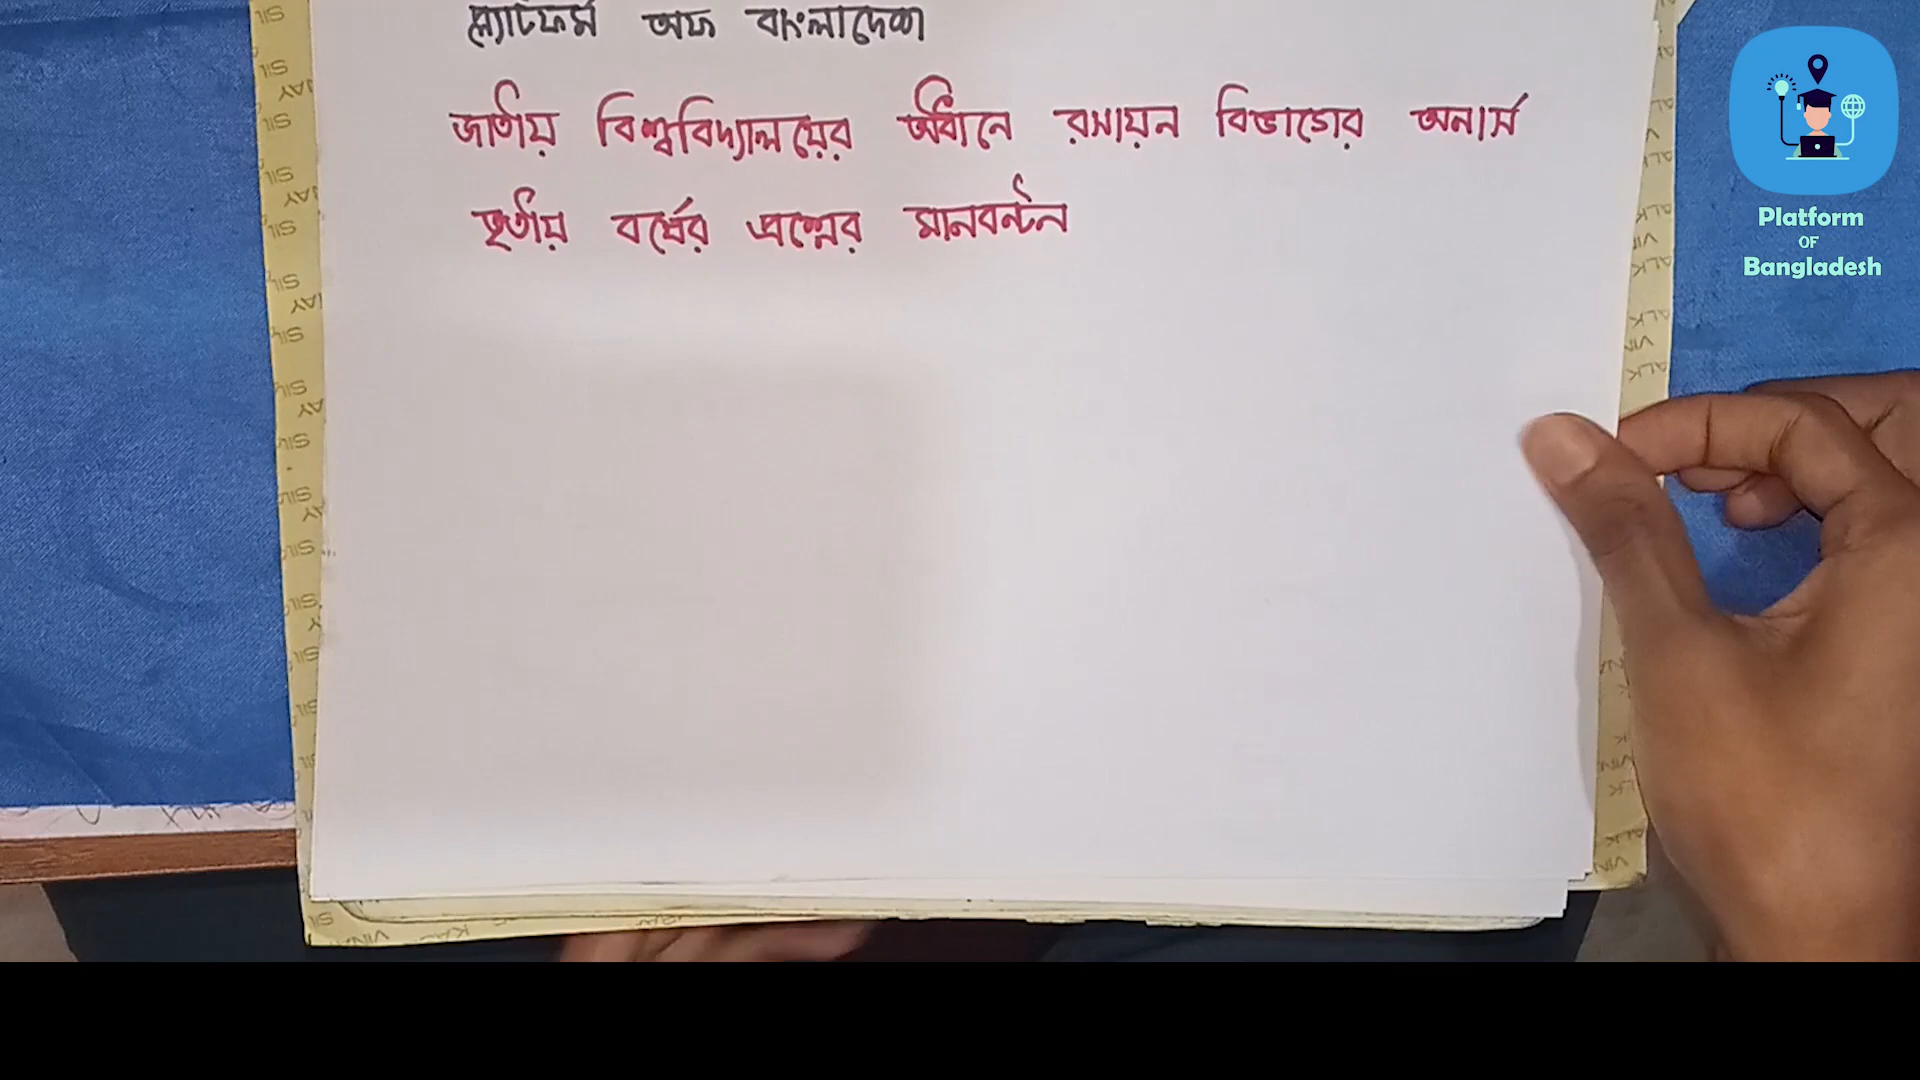 প্ল্যাটফর্ম অফ বাংলাদেশ
জাতীয় বিশ্ববিদ্যালয়ের অধীনে রসায়ন বিভাগের অনার্স
তৃতীয় বর্ষের প্রশ্নের মানবন্টন
Platform
OF
Bangladesh